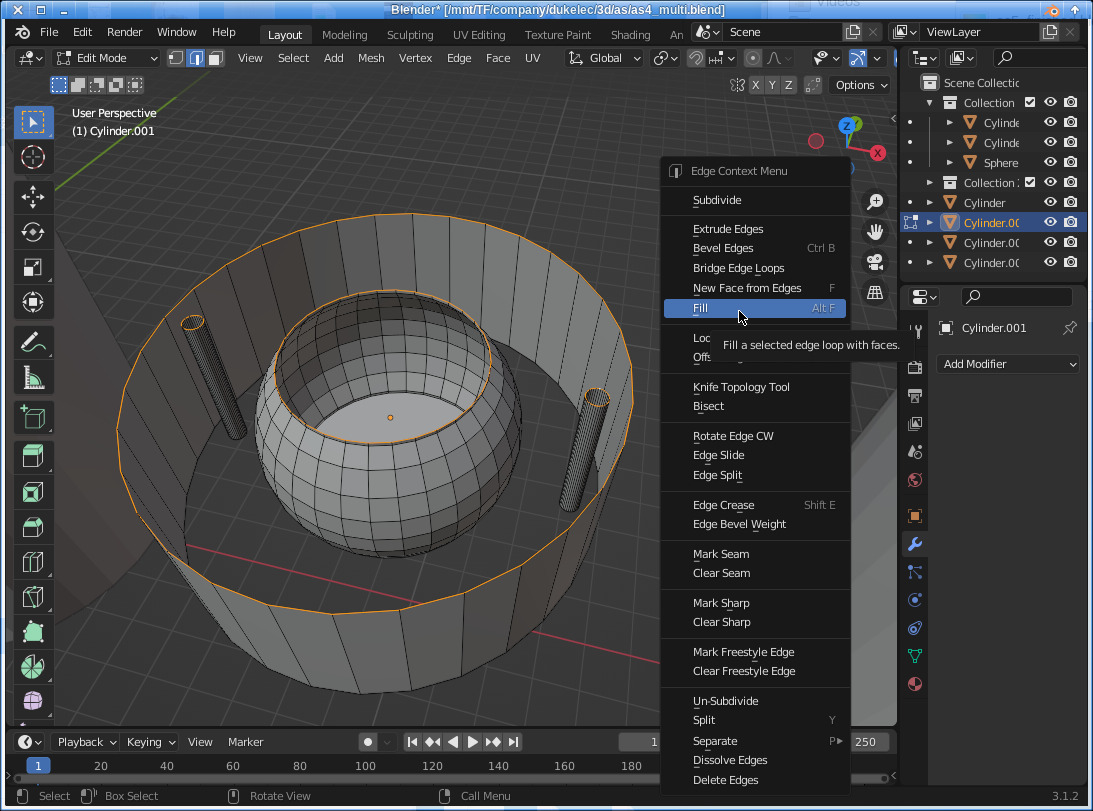 Blender* [/mnt/TF/company/dukelec/3d/as/as4_multi.blend]
File Edit Render Window Help Layout Modeling Sculpting UV Editing Texture Paint Shading An Scene ViewLayer
Edit Mode View Select Add Mesh Vertex Edge Face UV Global
X Y Z Options
User Perspective
(1) Cylinder.001
Z
X
Scene Collectic
Collection
Cylinde
Cylinde
Sphere
Collection
Cylinder
Cylinder.00
Cylinder.00
Cylinder.00
Cylinder.001
Add Modifier
Edge Context Menu
Subdivide
Extrude Edges
Bevel Edges Ctrl B
Bridge Edge Loops
New Face from Edges F
Fill Alt F
Fill a selected edge loop with faces.
Loo
Offs
Knife Topology Tool
Bisect
Rotate Edge CW
Edge Slide
Edge Split
Edge Crease Shift E
Edge Bevel Weight
Mark Seam
Clear Seam
Mark Sharp
Clear Sharp
Mark Freestyle Edge
Clear Freestyle Edge
Un-Subdivide
Split Y
Separate P
Dissolve Edges
Delete Edges
Playback Keying View Marker 1 250
1 20 40 60 80 100 120 140 160 180
Select Box Select Rotate View Call Menu 3.1.2